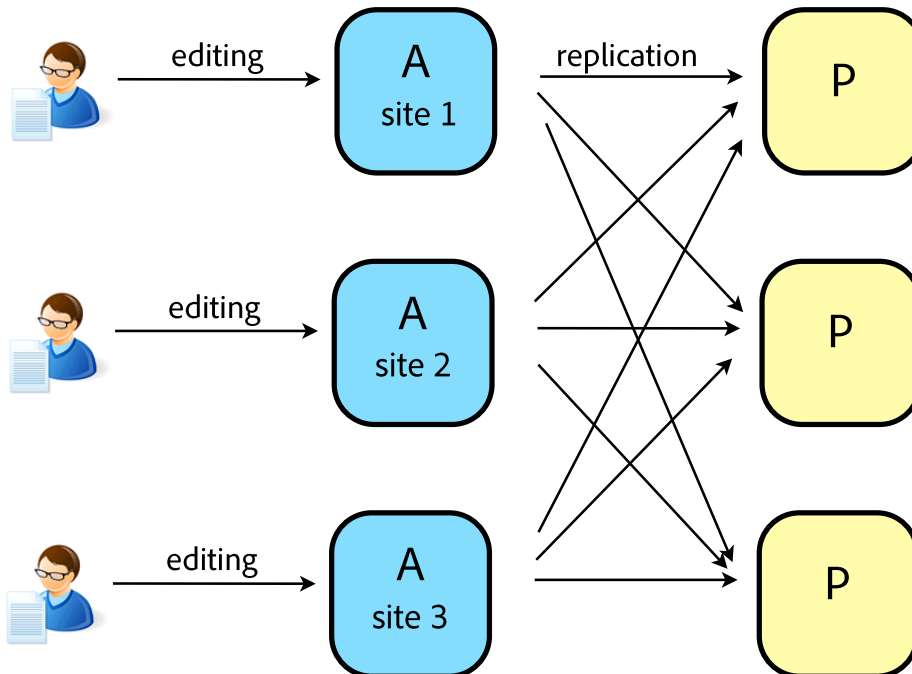 editing
A
site 1
replication
P
editing
A
site 2
P
editing
A
site 3
P